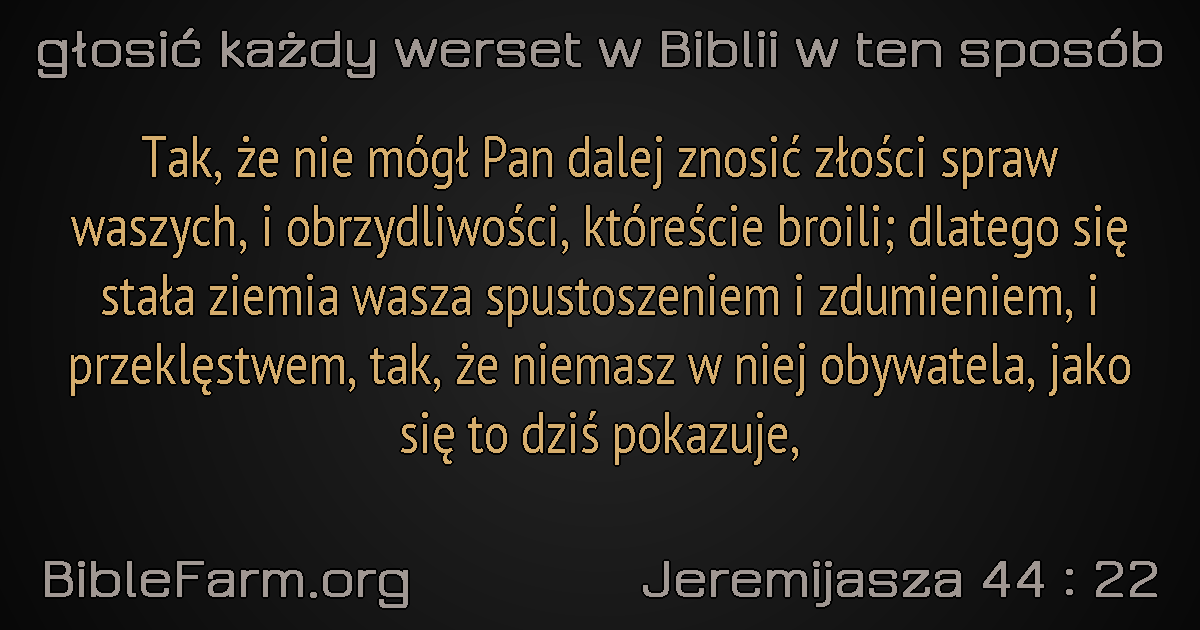 głosić każdy werset w Biblii w ten sposób
Tak, że nie mógł Pan dalej znosić złości spraw
waszych, i obrzydliwości, któreście broili; dlatego się
stała ziemia wasza spustoszeniem i zdumieniem, i
przeklęstwem, tak, że niemasz w niej obywatela, jako
się to dziś pokazuje,
BibleFarm.org
Jeremijasza 44 : 22